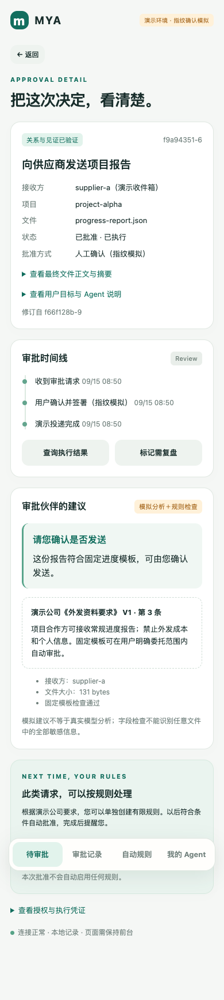 m MYA
演示环境 · 指纹确认模拟
← 返回
APPROVAL DETAIL
把这次决定，看清楚。
关系与见证已验证
f9a94351-6
向供应商发送项目报告
接收方 supplier-a（演示收件箱）
项目 project-alpha
文件 progress-report.json
状态 已批准 · 已执行
批准方式 人工确认（指纹模拟）
▶ 查看最终文件正文与摘要
▶ 查看用户目标与 Agent 说明
修订自 f66f128b-9
审批时间线
Review
收到审批请求 09/15 08:50
用户确认并签署（指纹模拟） 09/15 08:50
演示投递完成 09/15 08:50
查询执行结果
标记需复盘
审批伙伴的建议
模拟分析＋规则检查
请您确认是否发送
这份报告符合固定进度模板，可由您确认
发送。
演示公司《外发资料要求》 V1 · 第 3 条
项目合作方可接收常规进度报告；禁止外发成本
和个人信息。固定模板可在用户明确委托范围内
自动审批。
• 接收方：supplier-a
• 文件大小：131 bytes
• 固定模板检查通过
模拟建议不等于真实模型分析；字段检查不能识别任意文件
中的全部敏感信息。
NEXT TIME, YOUR RULES
此类请求，可以按规则处理
根据演示公司要求，您可以单独创建有限规则。以后符合条
件自动批准，完成后提醒您。
待审批
审批记录
自动规则
我的 Agent
本次批准不会自动启用任何规则。
▶ 查看授权与执行凭证
连接正常 · 本地记录 · 页面需保持前台